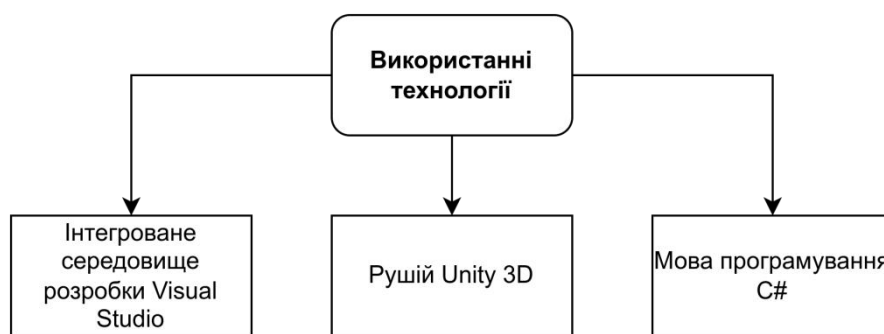 Використанні
технології
Інтегроване
середовище
розробки Visual
Studio
Рушій Unity 3D
Мова програмування
C#